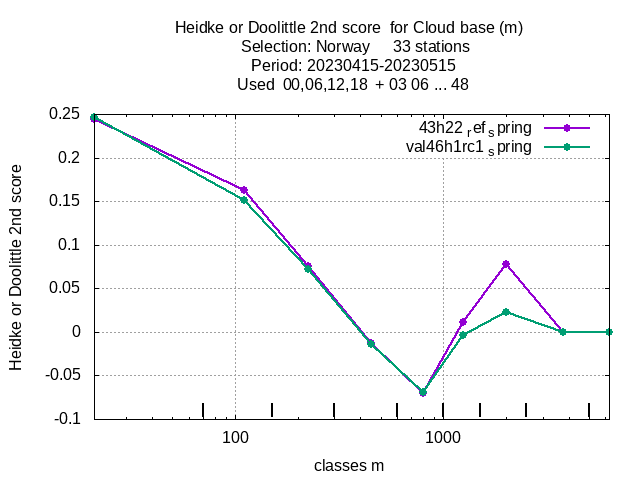 Heidke or Doolittle 2nd score  for Cloud base (m)
Selection: Norway     33 stations
Period: 20230415-20230515
Used  00,06,12,18  + 03 06 ... 48
0.25
0.2
0.15
0.1
0.05
0
-0.05
-0.1
Heidke or Doolittle 2nd score
43h22 ref spring
val46h1rc1 spring
100
1000
classes m